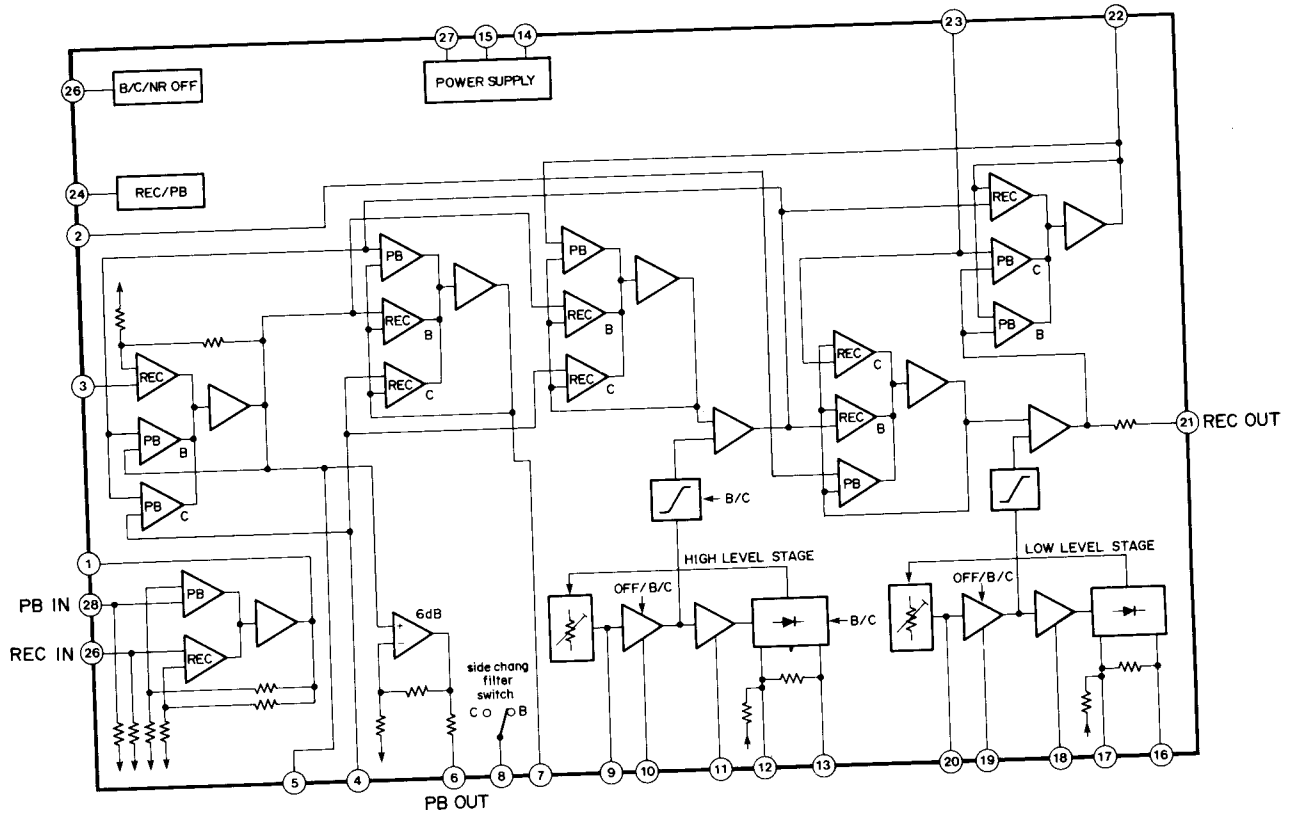 27 15 14 23 22
POWER SUPPLY
26 B/C/NR OFF
24 REC/PB
2
REC
PB C
PB B
PB
REC B
REC C
PB
REC B
REC C
3
REC
PB B
PB C
REC C
REC B
PB
21 REC OUT
B/C
1
HIGH LEVEL STAGE
LOW LEVEL STAGE
OFF/B/C
OFF/B/C
PB IN 28
PB
REC IN 26
REC
6dB
+
-
B/C
side chang
filter
switch
C B
5 4 6 8 7 9 10 11 12 13 20 19 18 17 16
PB OUT